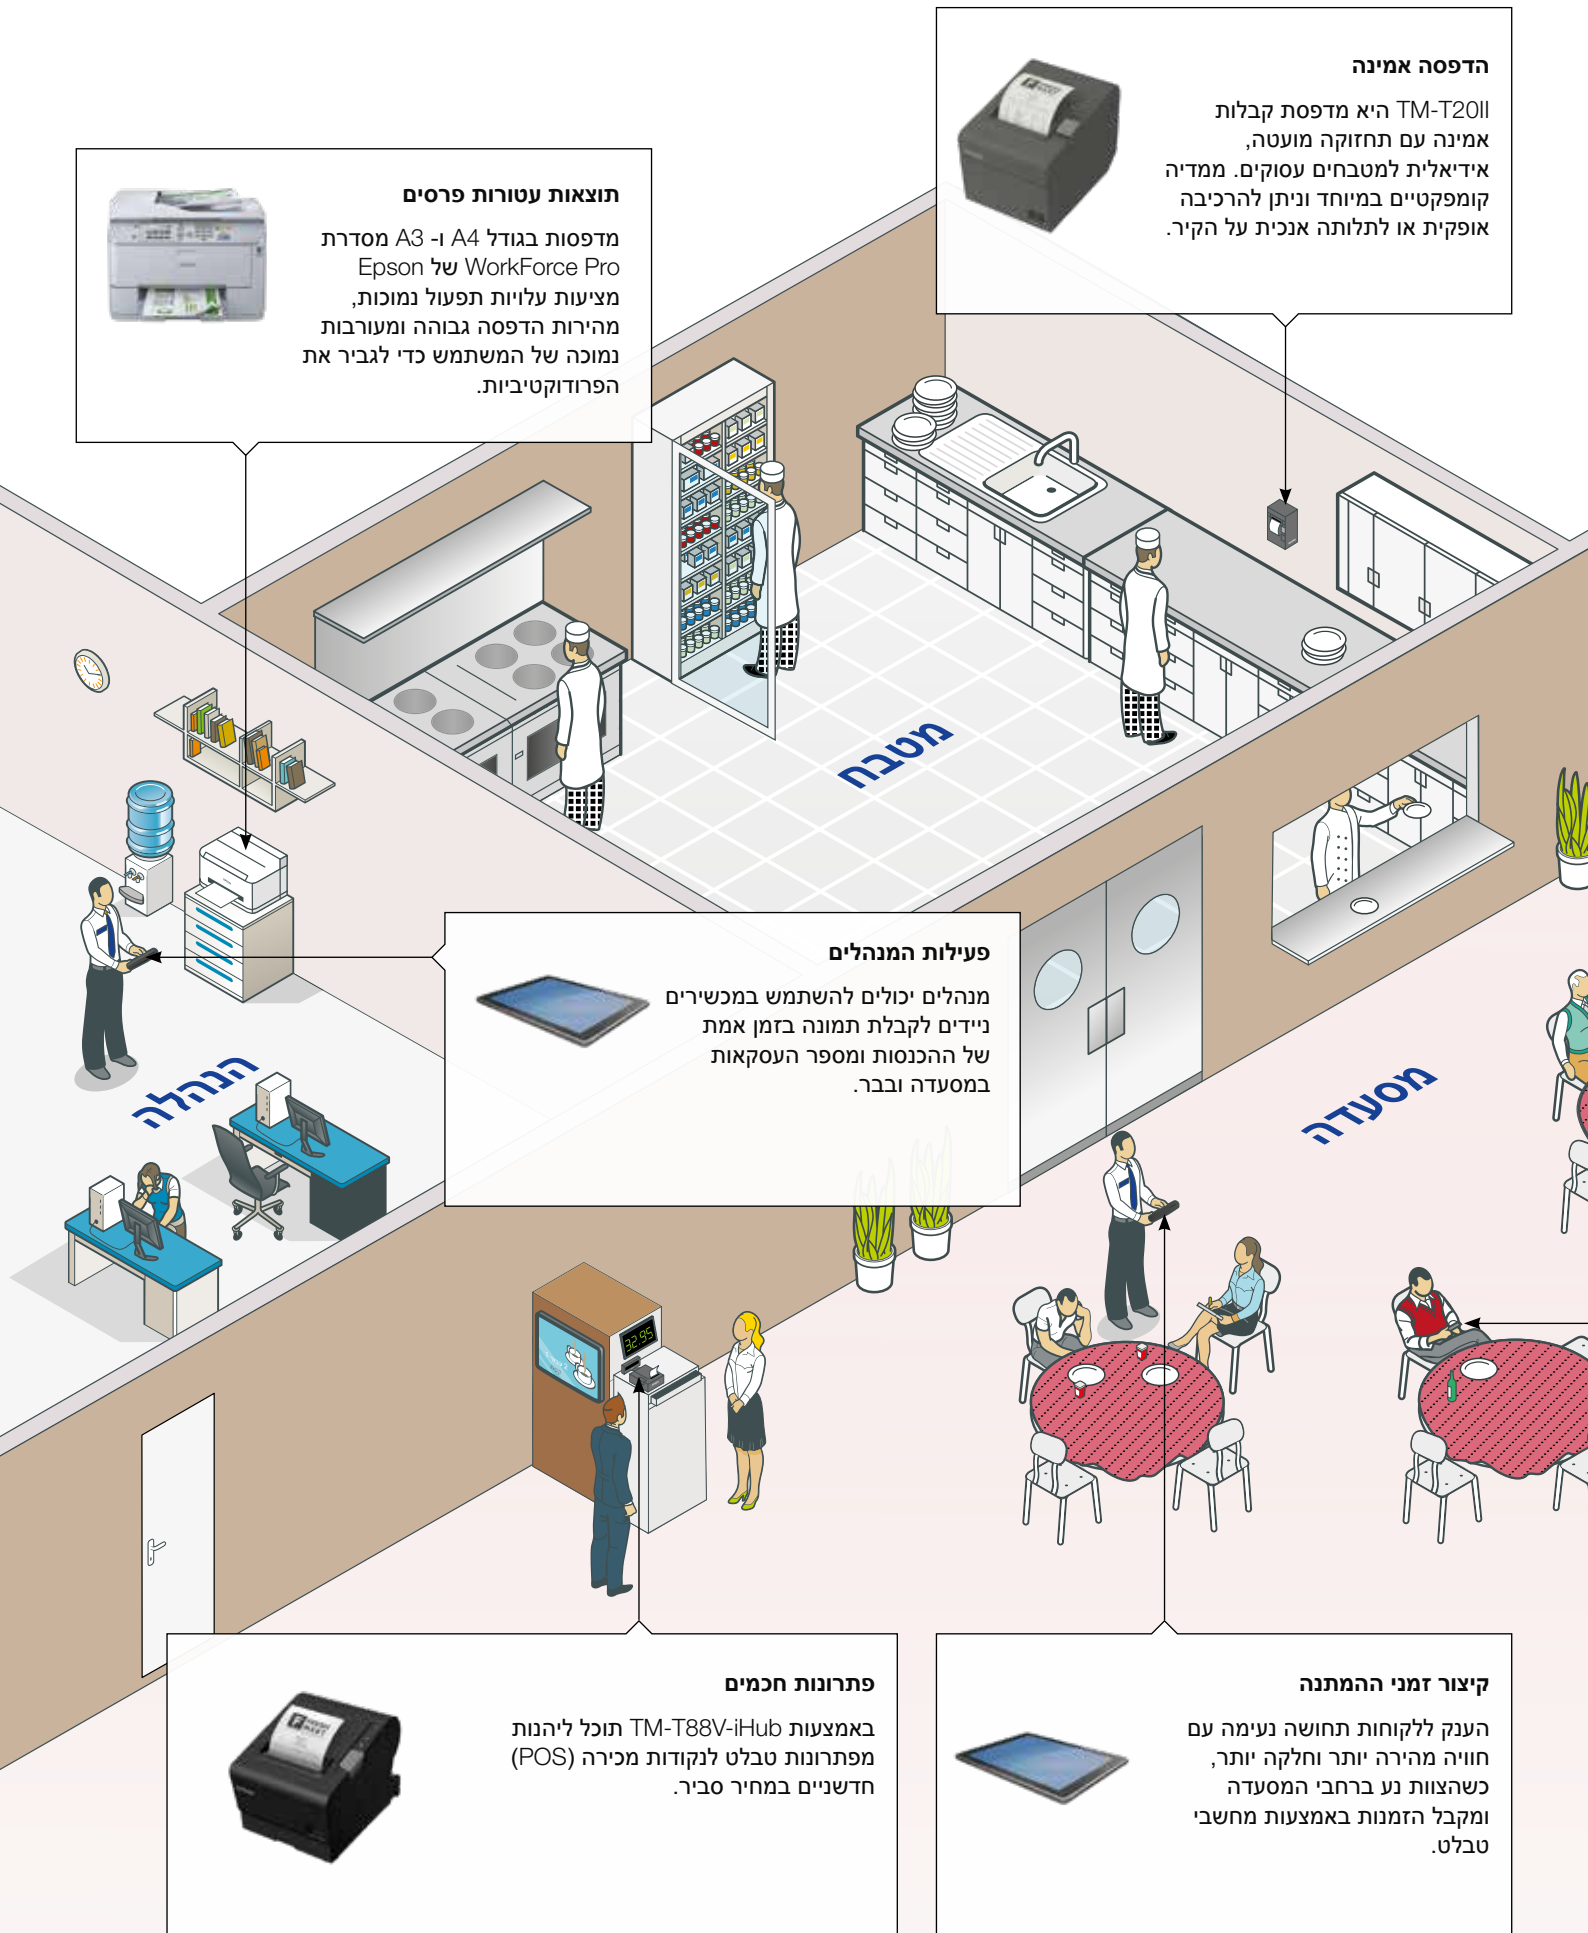 הדפסה אמינה
TM-T20II היא מדפסת קבלות
אמינה עם תחזוקה מועטה,
אידיאלית למטבחים עסוקים. ממדיה
קומפקטיים במיוחד וניתן להרכיבה
אופקית או לתלותה אנכית על הקיר.
תוצאות עטורות פרסים
מדפסות בגודל A4 ו- A3 מסדרת
WorkForce Pro של Epson
מציעות עלויות תפעול נמוכות,
מהירות הדפסה גבוהה ומעורבות
נמוכה של המשתמש כדי לגביר את
הפרודוקטיביות.
מטבח
פעילות המנהלים
מנהלים יכולים להשתמש במכשירים
ניידים לקבלת תמונה בזמן אמת
של ההכנסות ומספר העסקאות
במסעדה ובבר.
הנהלה
מסעדה
32.95
קיצור זמני ההמתנה
הענק ללקוחות תחושה נעימה עם
חוויה מהירה יותר וחלקה יותר,
כשהצוות נע ברחבי המסעדה
ומקבל הזמנות באמצעות מחשבי
טבלט.
פתרונות חכמים
באמצעות TM-T88V-iHub תוכל ליהנות
מפתרונות טבלט לנקודות מכירה (POS)
חדשניים במחיר סביר.